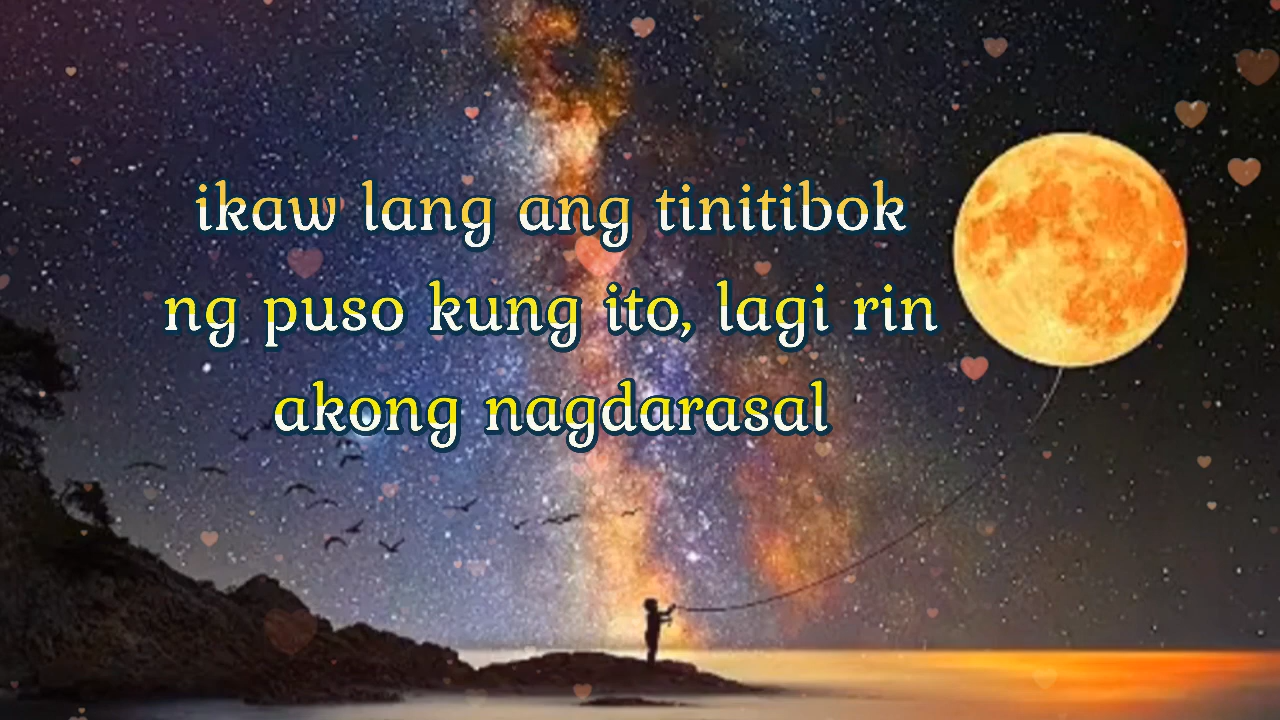 ikaw lang ang tinitibok
ng puso kung ito, lagi rin
akong nagdarasal